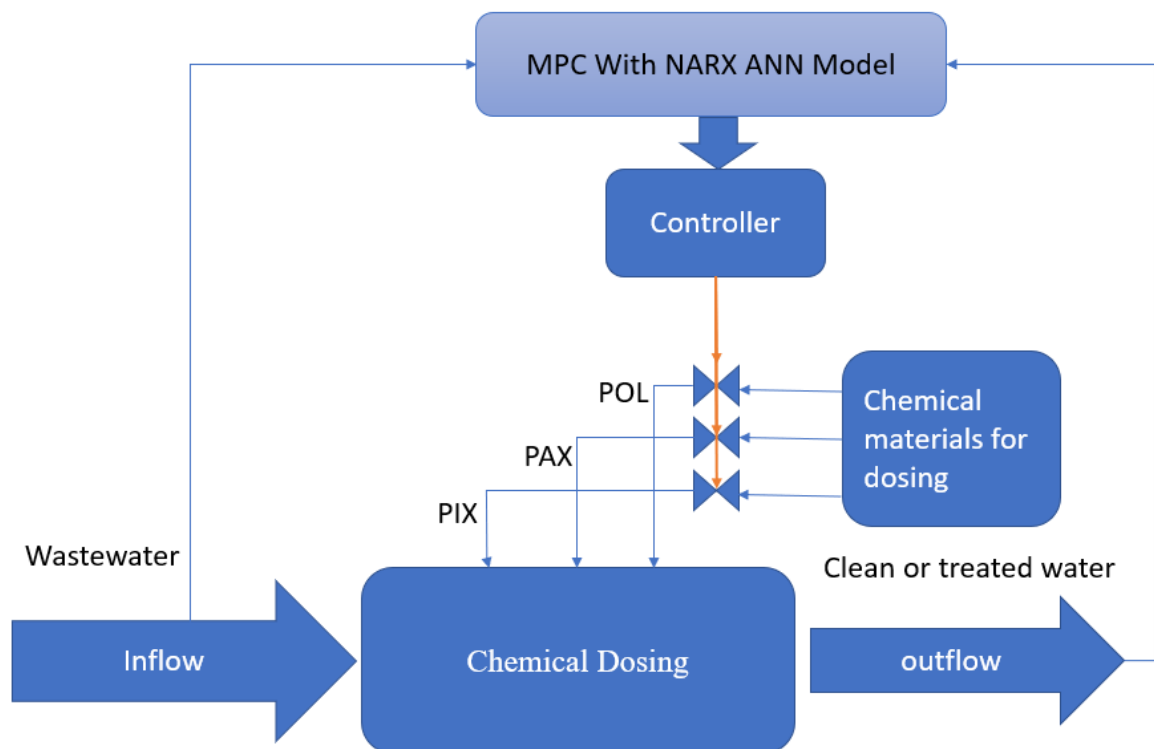 MPC With NARX ANN Model
Controller
POL
PAX
PIX
Chemical
materials for
dosing
Wastewater
Clean or treated water
Inflow
Chemical Dosing
outflow